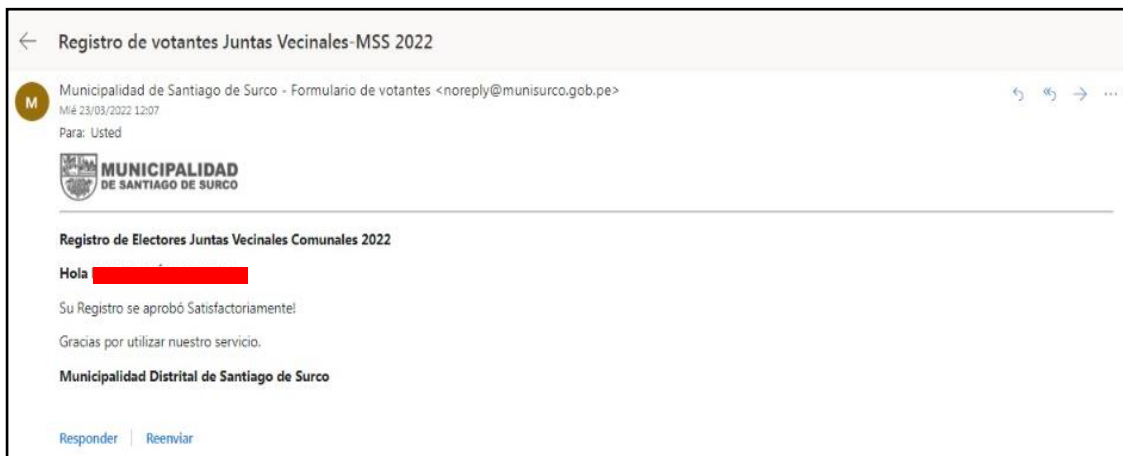 Registro de votantes Juntas Vecinales-MSS 2022
M
Municipalidad de Santiago de Surco - Formulario de votantes <noreply@munisurco.gob.pe>
Mié 23/03/2022 12:07
Para: Usted
MUNICIPALIDAD
DE SANTIAGO DE SURCO
Registro de Electores Juntas Vecinales Comunales 2022
Hola
Su Registro se aprobó Satisfactoriamente!
Gracias por utilizar nuestro servicio.
Municipalidad Distrital de Santiago de Surco
Responder | Reenviar